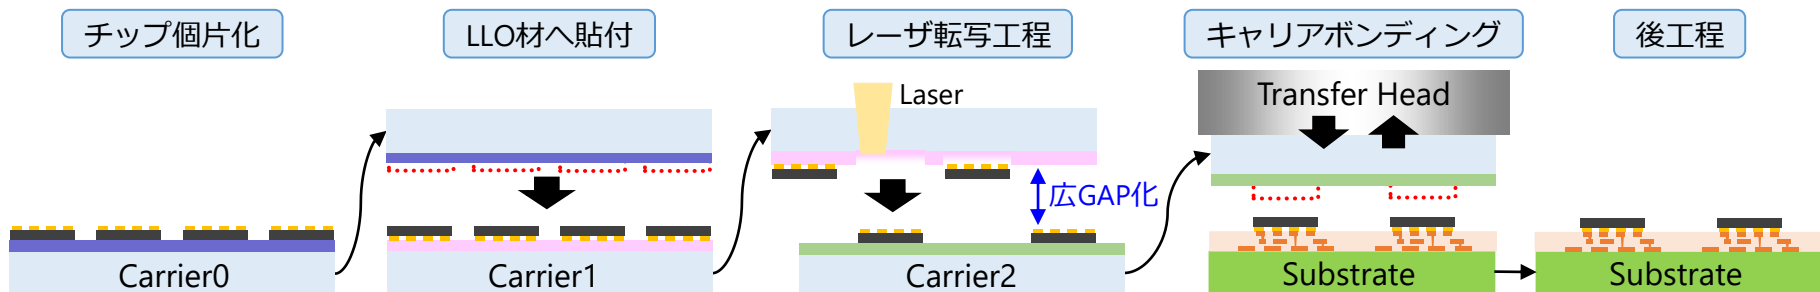 チップ個片化
LLO材へ貼付
レーザ転写工程
キャリアボンディング
後工程
Laser
Transfer Head
広GAP化
Carrier0
Carrier1
Carrier2
Substrate
Substrate